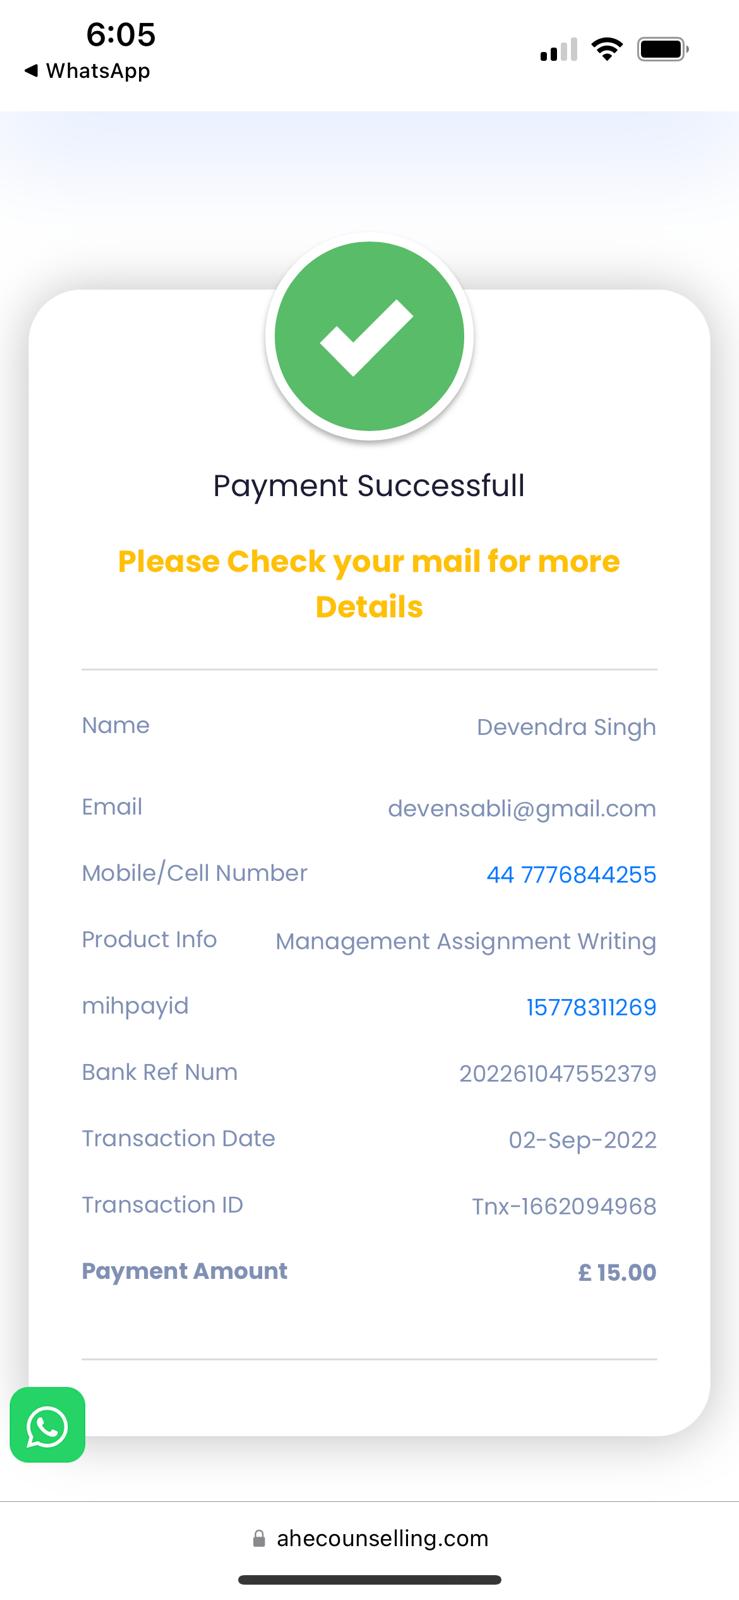 6:05
◀ WhatsApp
Payment Successfull
Please Check your mail for more
Details
Name Devendra Singh
Email devensabli@gmail.com
Mobile/Cell Number 44 7776844255
Product Info Management Assignment Writing
mihpayid 15778311269
Bank Ref Num 202261047552379
Transaction Date 02-Sep-2022
Transaction ID Tnx-1662094968
Payment Amount £ 15.00
ahecounselling.com